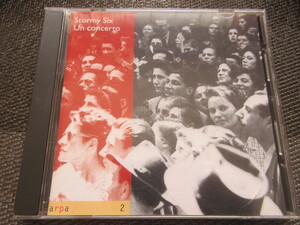 Stormy Six
Un concerto
arpa 2